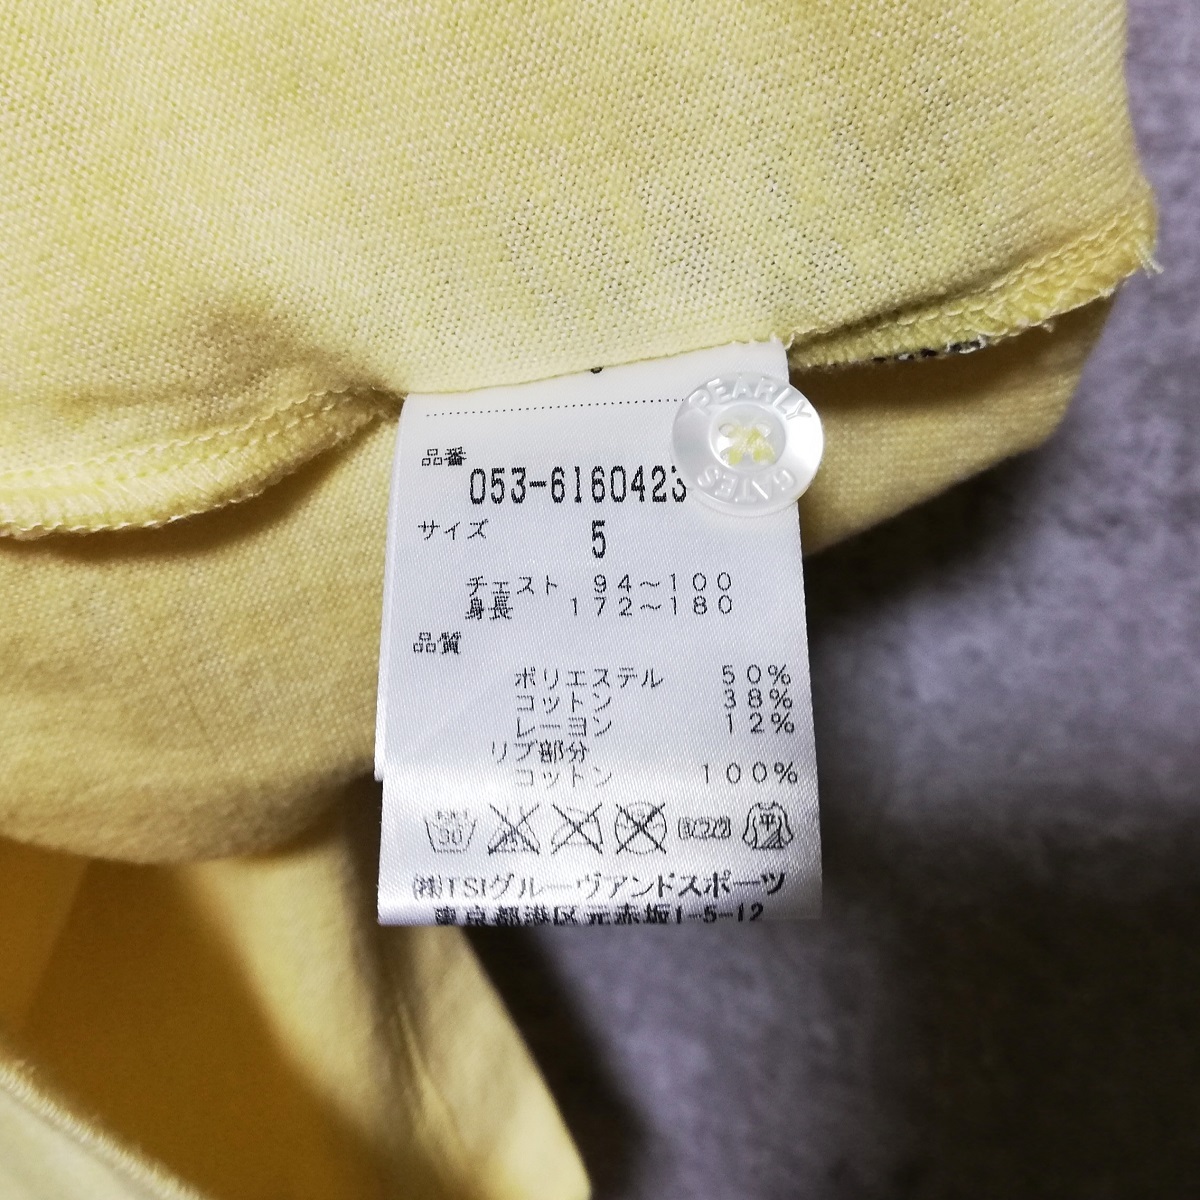 PEARLY GATES
品番
053-6160423
サイズ
5
チェスト 94～100
身長 172～180
品質
ポリエステル 50%
コットン 38%
レーヨン 12%
リブ部分
コットン 100%
30 平
(株)TSIグルーヴアンドスポーツ
東京都港区元赤坂1-5-12